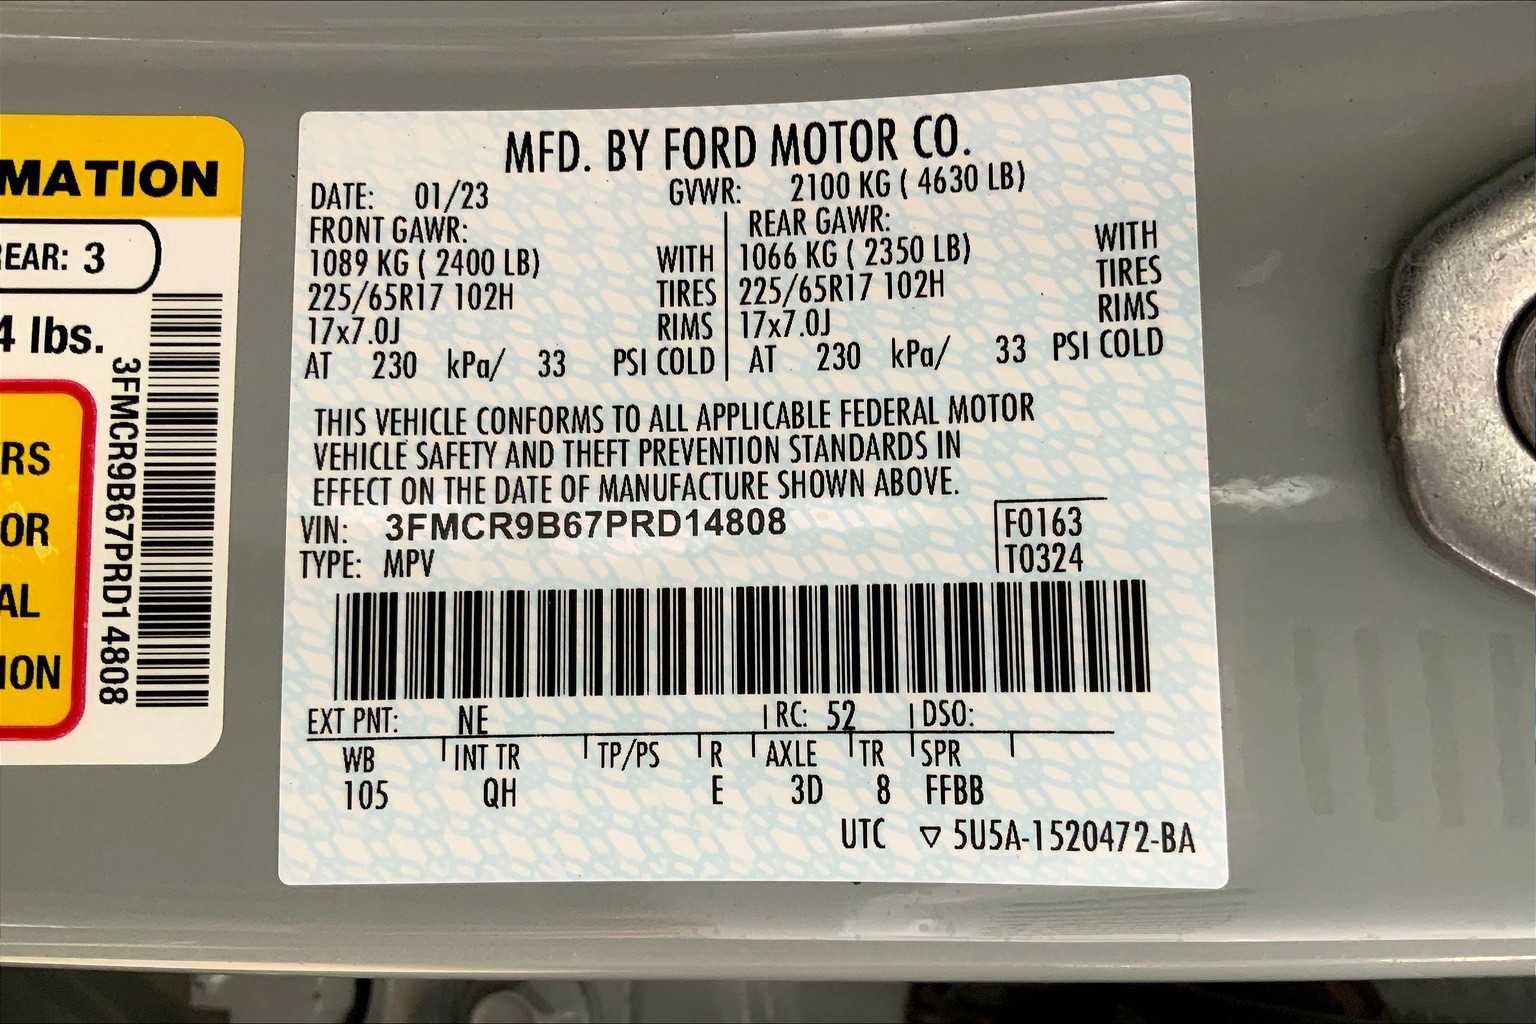 MATION
REAR: 3
4 lbs.
RS
OR
AL
ION
3FMCR9B67PRD14808
MFD. BY FORD MOTOR CO.
DATE: 01/23 GVWR: 2100 KG ( 4630 LB)
FRONT GAWR: REAR GAWR:
1089 KG ( 2400 LB) WITH 1066 KG ( 2350 LB) WITH
225/65R17 102H TIRES 225/65R17 102H TIRES
17x7.0J RIMS 17x7.0J RIMS
AT 230 kPa/ 33 PSI COLD AT 230 kPa/ 33 PSI COLD
THIS VEHICLE CONFORMS TO ALL APPLICABLE FEDERAL MOTOR
VEHICLE SAFETY AND THEFT PREVENTION STANDARDS IN
EFFECT ON THE DATE OF MANUFACTURE SHOWN ABOVE.
VIN: 3FMCR9B67PRD14808 F0163
TYPE: MPV T0324
EXT PNT: NE RC: 52 DSO:
WB INT TR TP/PS R AXLE TR SPR
105 QH E 3D 8 FFBB
UTC ▽ 5U5A-1520472-BA